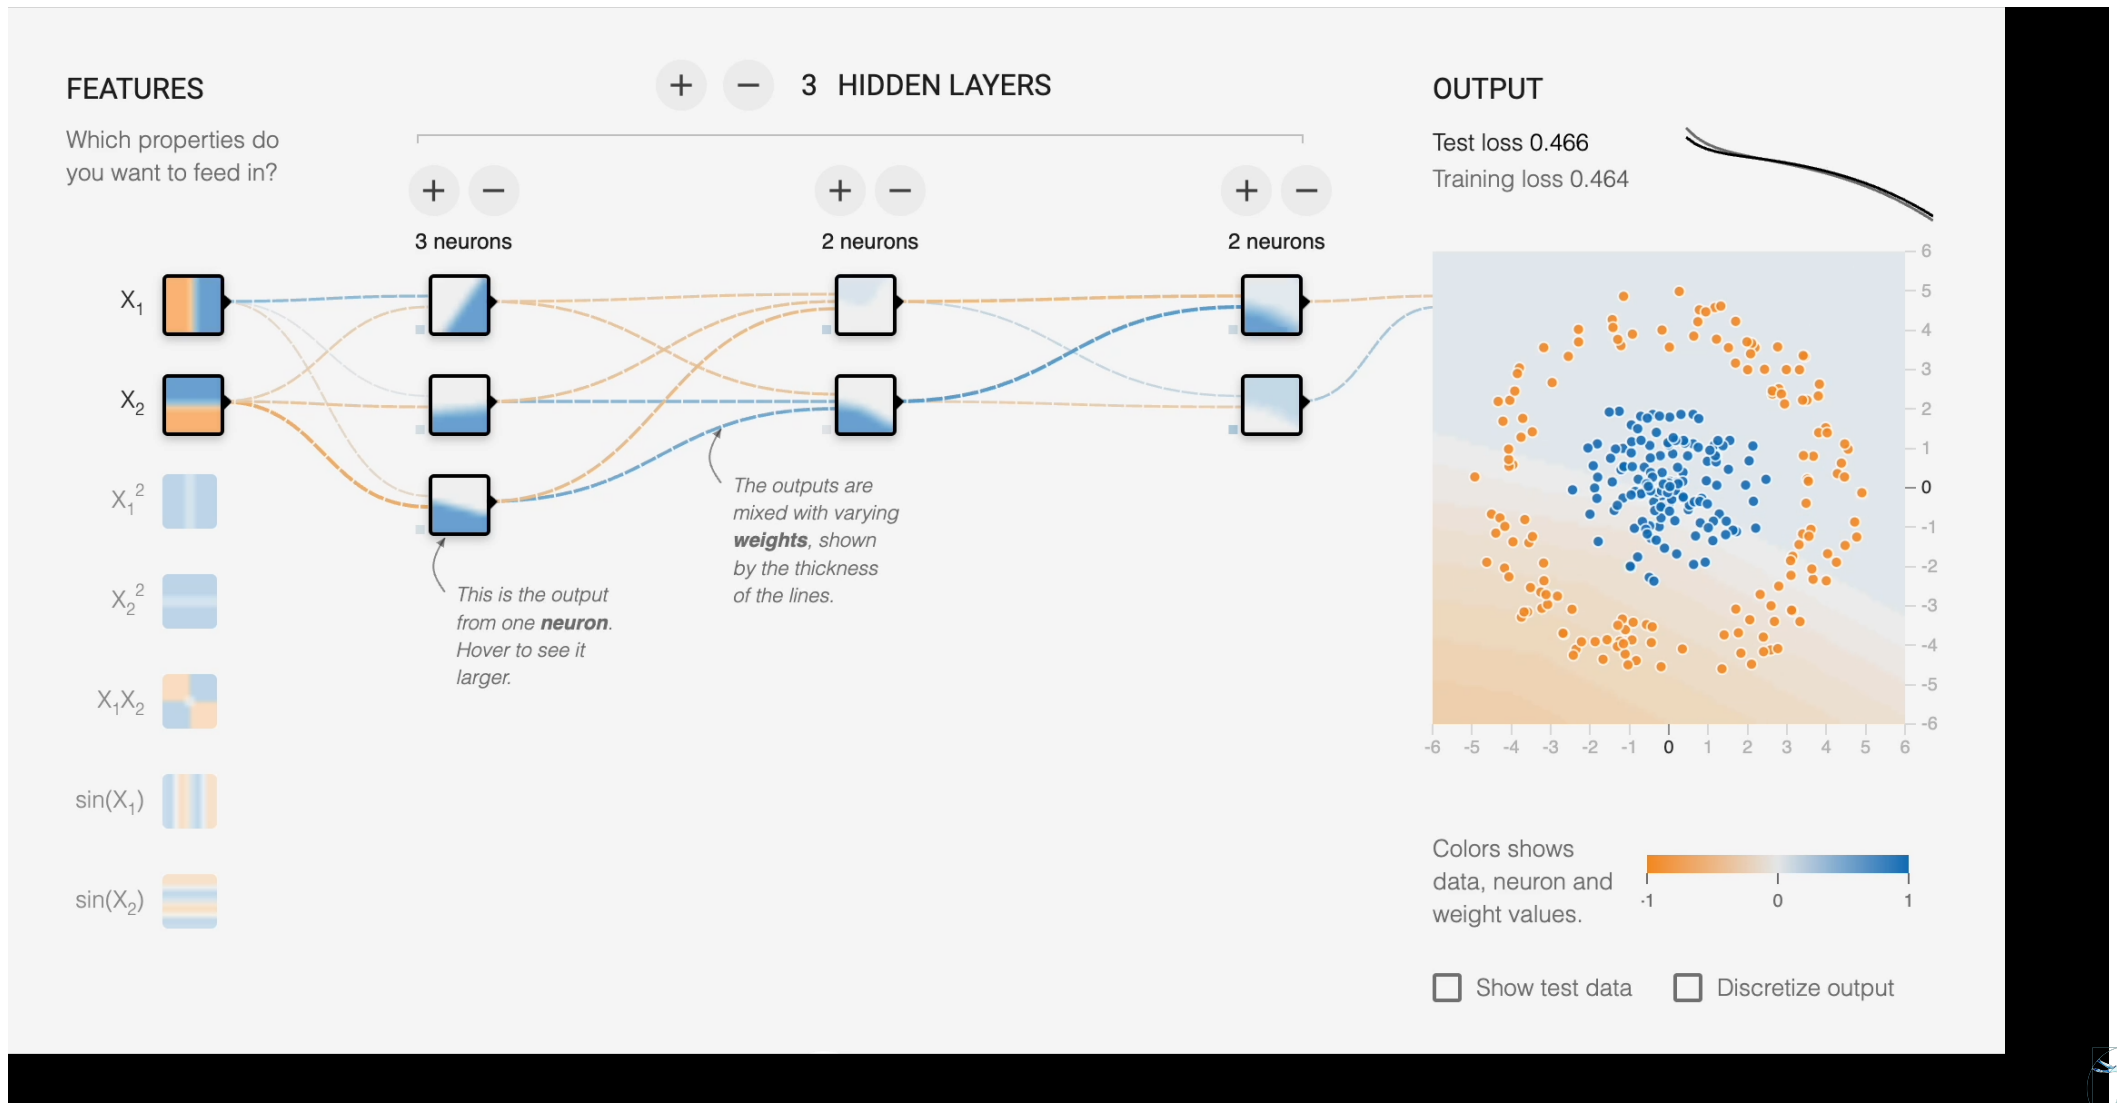 FEATURES
Which properties do
you want to feed in?
+ − 3 HIDDEN LAYERS
+ −
3 neurons
+ −
2 neurons
+ −
2 neurons
X₁
X₂
X₁²
X₂²
X₁X₂
sin(X₁)
sin(X₂)
This is the output
from one neuron.
Hover to see it
larger.
The outputs are
mixed with varying
weights, shown
by the thickness
of the lines.
OUTPUT
Test loss 0.466
Training loss 0.464
6
5
4
3
2
1
0
-1
-2
-3
-4
-5
-6
-6 -5 -4 -3 -2 -1 0 1 2 3 4 5 6
Colors shows
data, neuron and
weight values.
-1 0 1
Show test data Discretize output